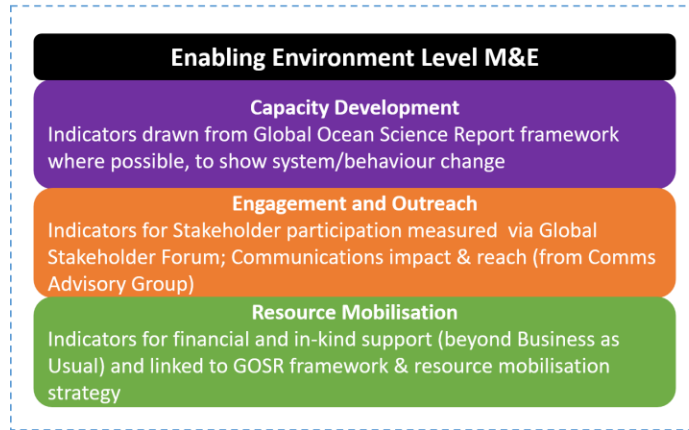 Enabling Environment Level M&E
Capacity Development
Indicators drawn from Global Ocean Science Report framework
where possible, to show system/behaviour change
Engagement and Outreach
Indicators for Stakeholder participation measured via Global
Stakeholder Forum; Communications impact & reach (from Comms
Advisory Group)
Resource Mobilisation
Indicators for financial and in-kind support (beyond Business as
Usual) and linked to GOSR framework & resource mobilisation
strategy